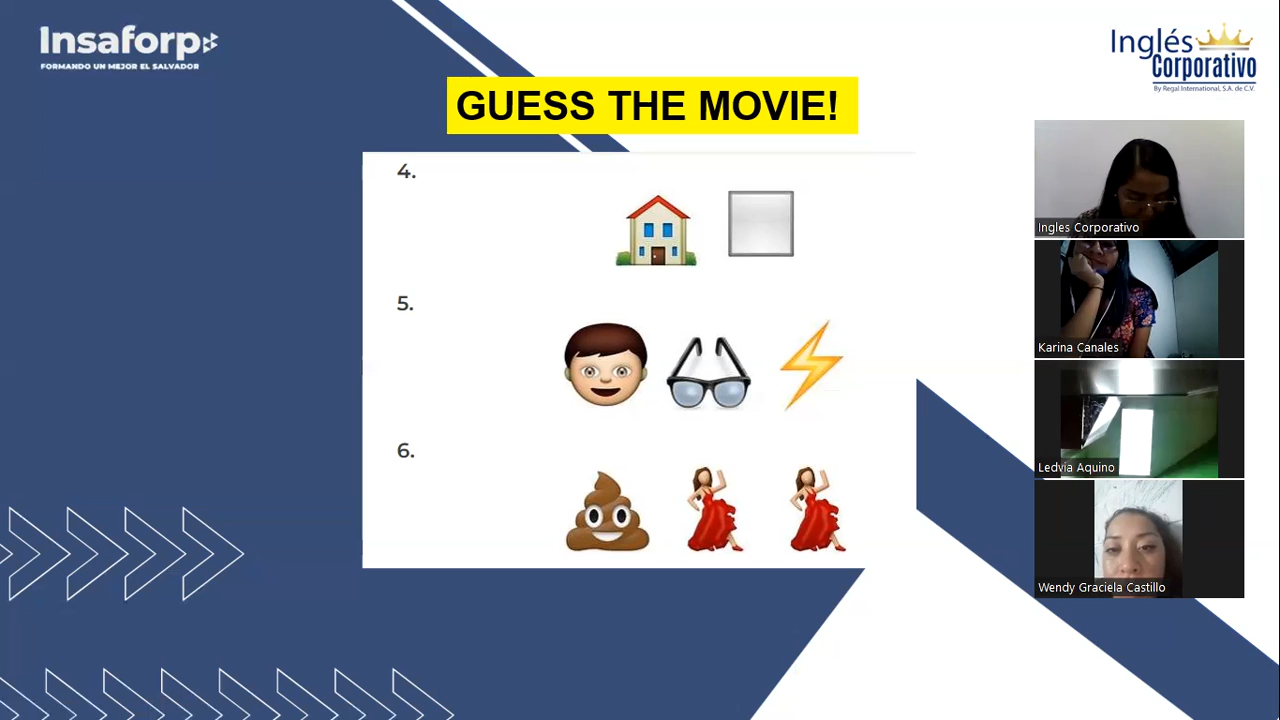 Insaforp
FORMANDO UN MEJOR EL SALVADOR
Inglés
Corporativo
By Regal International, S.A. de C.V.
GUESS THE MOVIE!
4.
5.
6.
Ingles Corporativo
Karina Canales
Ledvia Aquino
Wendy Graciela Castillo